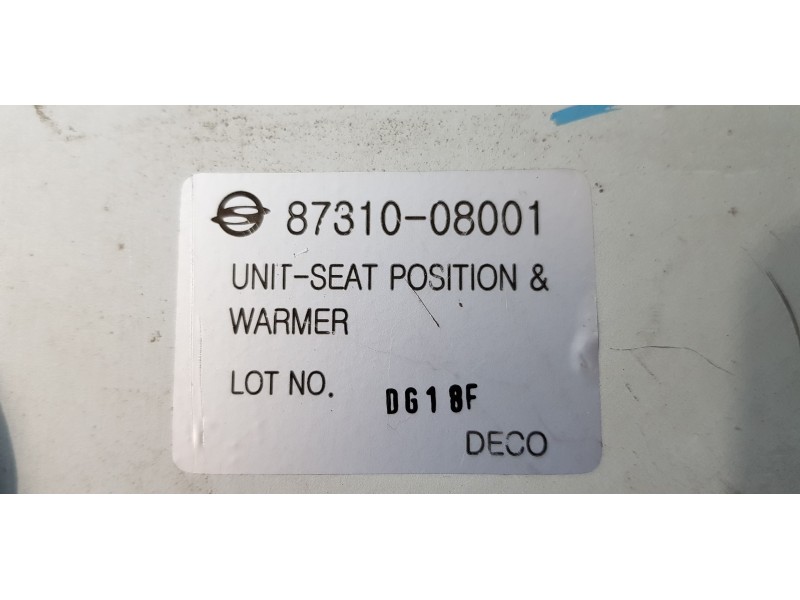 87310-08001
UNIT-SEAT POSITION &
WARMER
LOT NO. DG18F
DECO